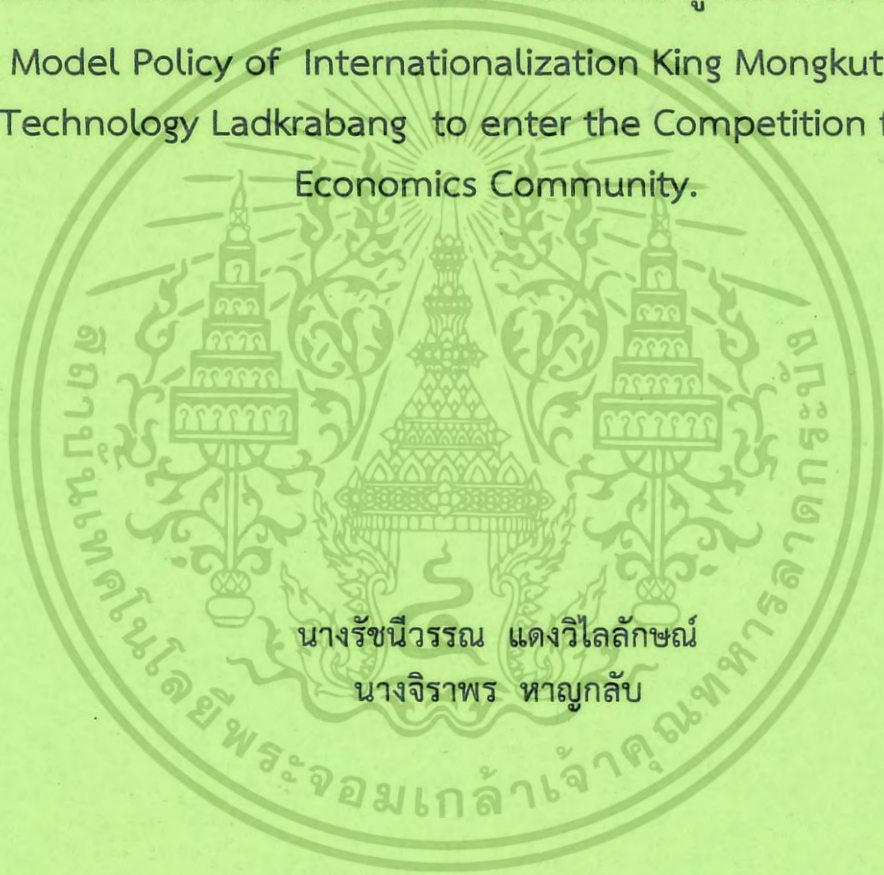 Model Policy of Internationalization King Mongkut
Technology Ladkrabang to enter the Competition
Economics Community.
นางรัชนีวรรณ แดงวิไลลักษณ์
นางจิราพร หาญกลับ
สถาบันเทคโนโลยีพระจอมเกล้าเจ้าคุณทหารลาดกระบัง